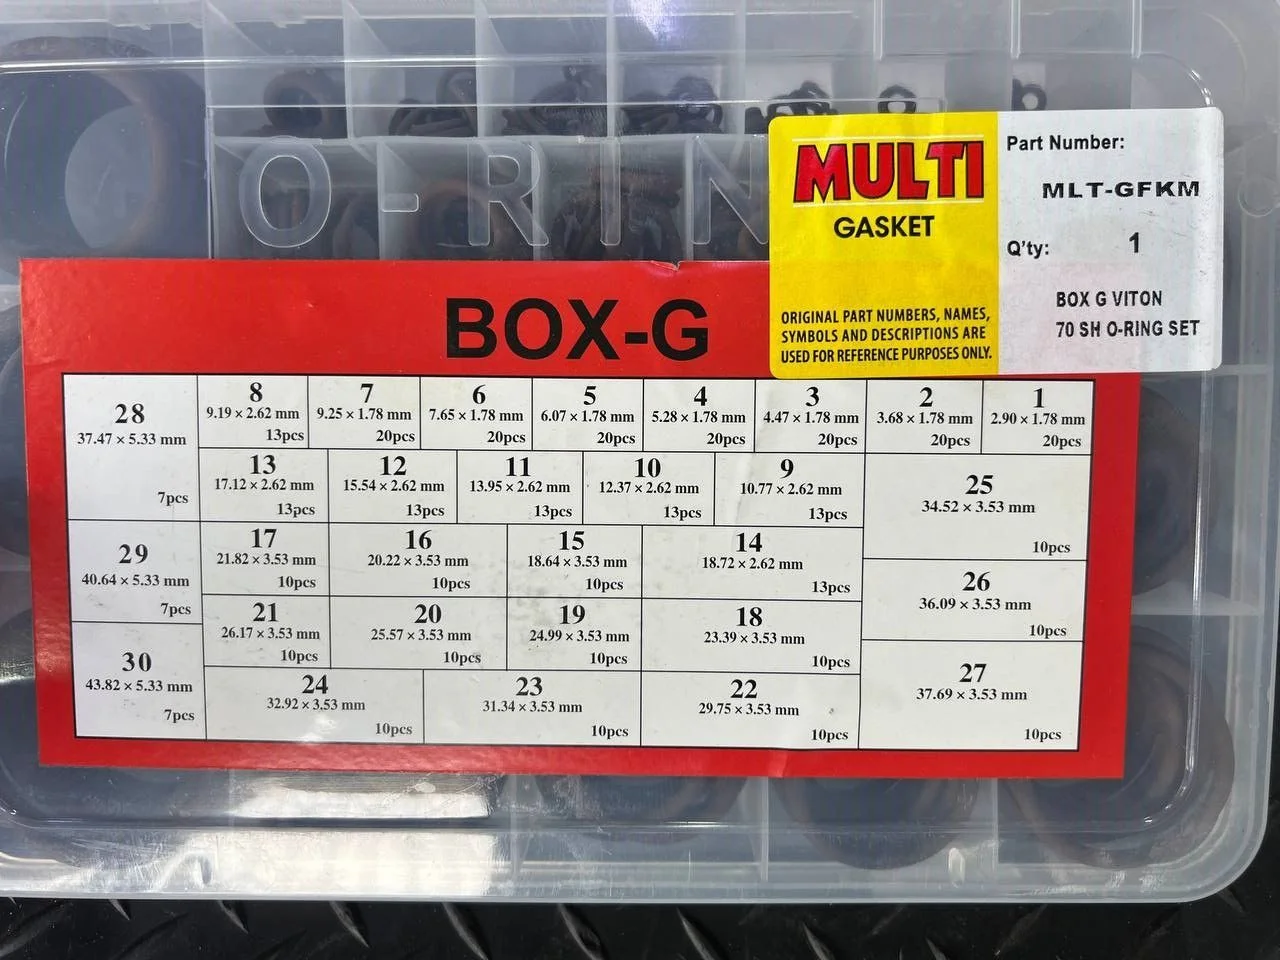 O-RIN
MULTI
GASKET
ORIGINAL PART NUMBERS, NAMES,
SYMBOLS AND DESCRIPTIONS ARE
USED FOR REFERENCE PURPOSES ONLY.
Part Number:
MLT-GFKM
Q'ty: 1
BOX G VITON
70 SH O-RING SET
BOX-G
28
37.47 × 5.33 mm
7pcs
8
9.19 × 2.62 mm
13pcs
7
9.25 × 1.78 mm
20pcs
6
7.65 × 1.78 mm
20pcs
5
6.07 × 1.78 mm
20pcs
4
5.28 × 1.78 mm
20pcs
3
4.47 × 1.78 mm
20pcs
2
3.68 × 1.78 mm
20pcs
1
2.90 × 1.78 mm
20pcs
13
17.12 × 2.62 mm
13pcs
12
15.54 × 2.62 mm
13pcs
11
13.95 × 2.62 mm
13pcs
10
12.37 × 2.62 mm
13pcs
9
10.77 × 2.62 mm
13pcs
25
34.52 × 3.53 mm
10pcs
29
40.64 × 5.33 mm
7pcs
17
21.82 × 3.53 mm
10pcs
16
20.22 × 3.53 mm
10pcs
15
18.64 × 3.53 mm
10pcs
14
18.72 × 2.62 mm
13pcs
26
36.09 × 3.53 mm
10pcs
21
26.17 × 3.53 mm
10pcs
20
25.57 × 3.53 mm
10pcs
19
24.99 × 3.53 mm
10pcs
18
23.39 × 3.53 mm
10pcs
30
43.82 × 5.33 mm
7pcs
24
32.92 × 3.53 mm
10pcs
23
31.34 × 3.53 mm
10pcs
22
29.75 × 3.53 mm
10pcs
27
37.69 × 3.53 mm
10pcs